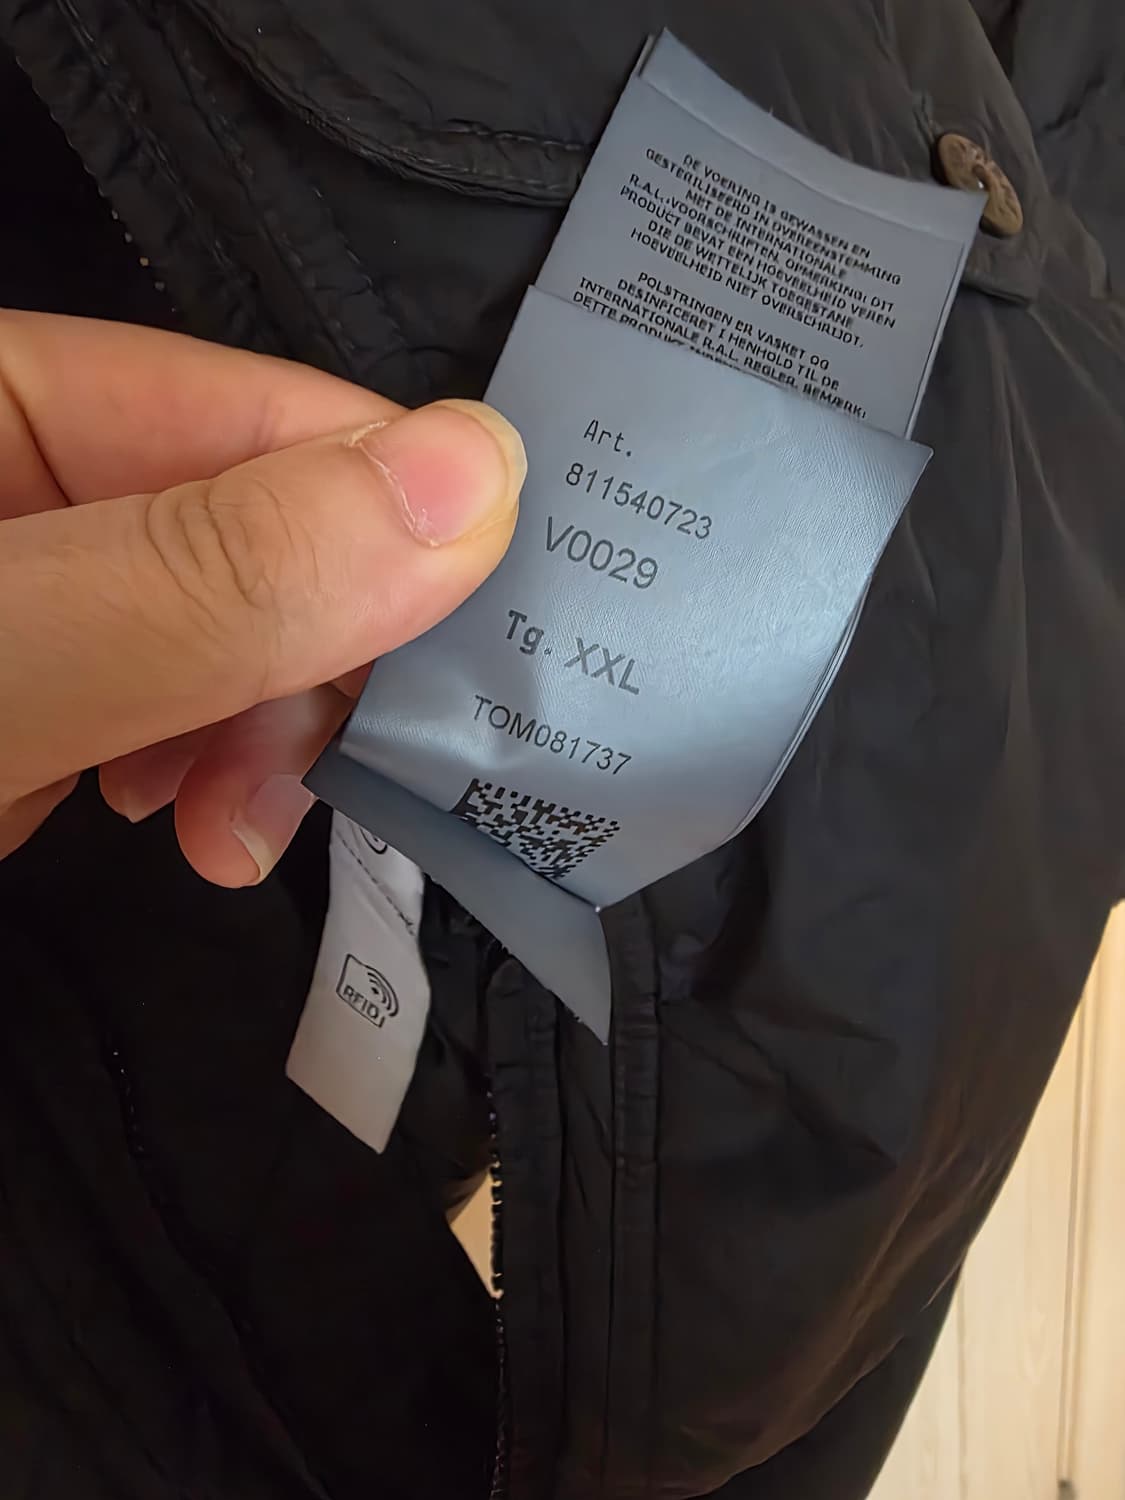 DE VOERING IS GEWASSEN EN
GESTERILISEERD IN OVEREENSTEMMING
MET DE INTERNATIONALE
R.A.L. VOORSCHRIFTEN. OPMERKING: DIT
PRODUCT BEVAT EEN HOEVEELHEID VEREN
DIE DE WETTELIJK TOEGESTANE
HOEVEELHEID NIET OVERSCHRIJDT.
POLSTRINGEN ER VASKET OG
DESINFICERET I HENHOLD TIL DE
INTERNATIONALE R.A.L. REGLER. BEMÆRK:
DETTE PRODUKT
Art.
811540723
V0029
Tg. XXL
TOM081737
RFID